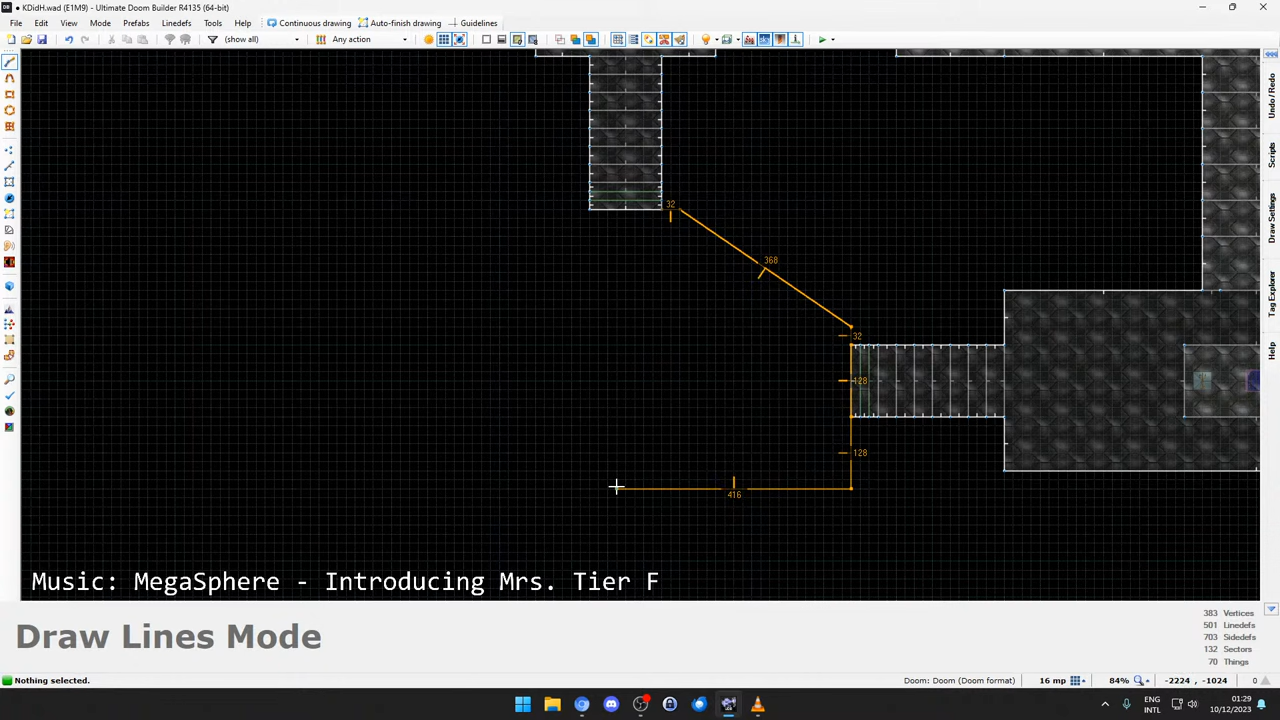 KDidH.wad (E1M9) - Ultimate Doom Builder R4135 (64-bit)
File Edit View Mode Prefabs Linedefs Tools Help Continuous drawing Auto-finish drawing Guidelines
(show all) Any action
Undo / Redo
Scripts
Draw Settings
Tag Explorer
Help
32
368
32
128
128
416
Music: MegaSphere - Introducing Mrs. Tier F
Draw Lines Mode
383 Vertices
501 Linedefs
703 Sidedefs
132 Sectors
70 Things
Nothing selected.
Doom: Doom (Doom format) 16 mp 84% -2224 , -1024 0
ENG
INTL
01:29
10/12/2023